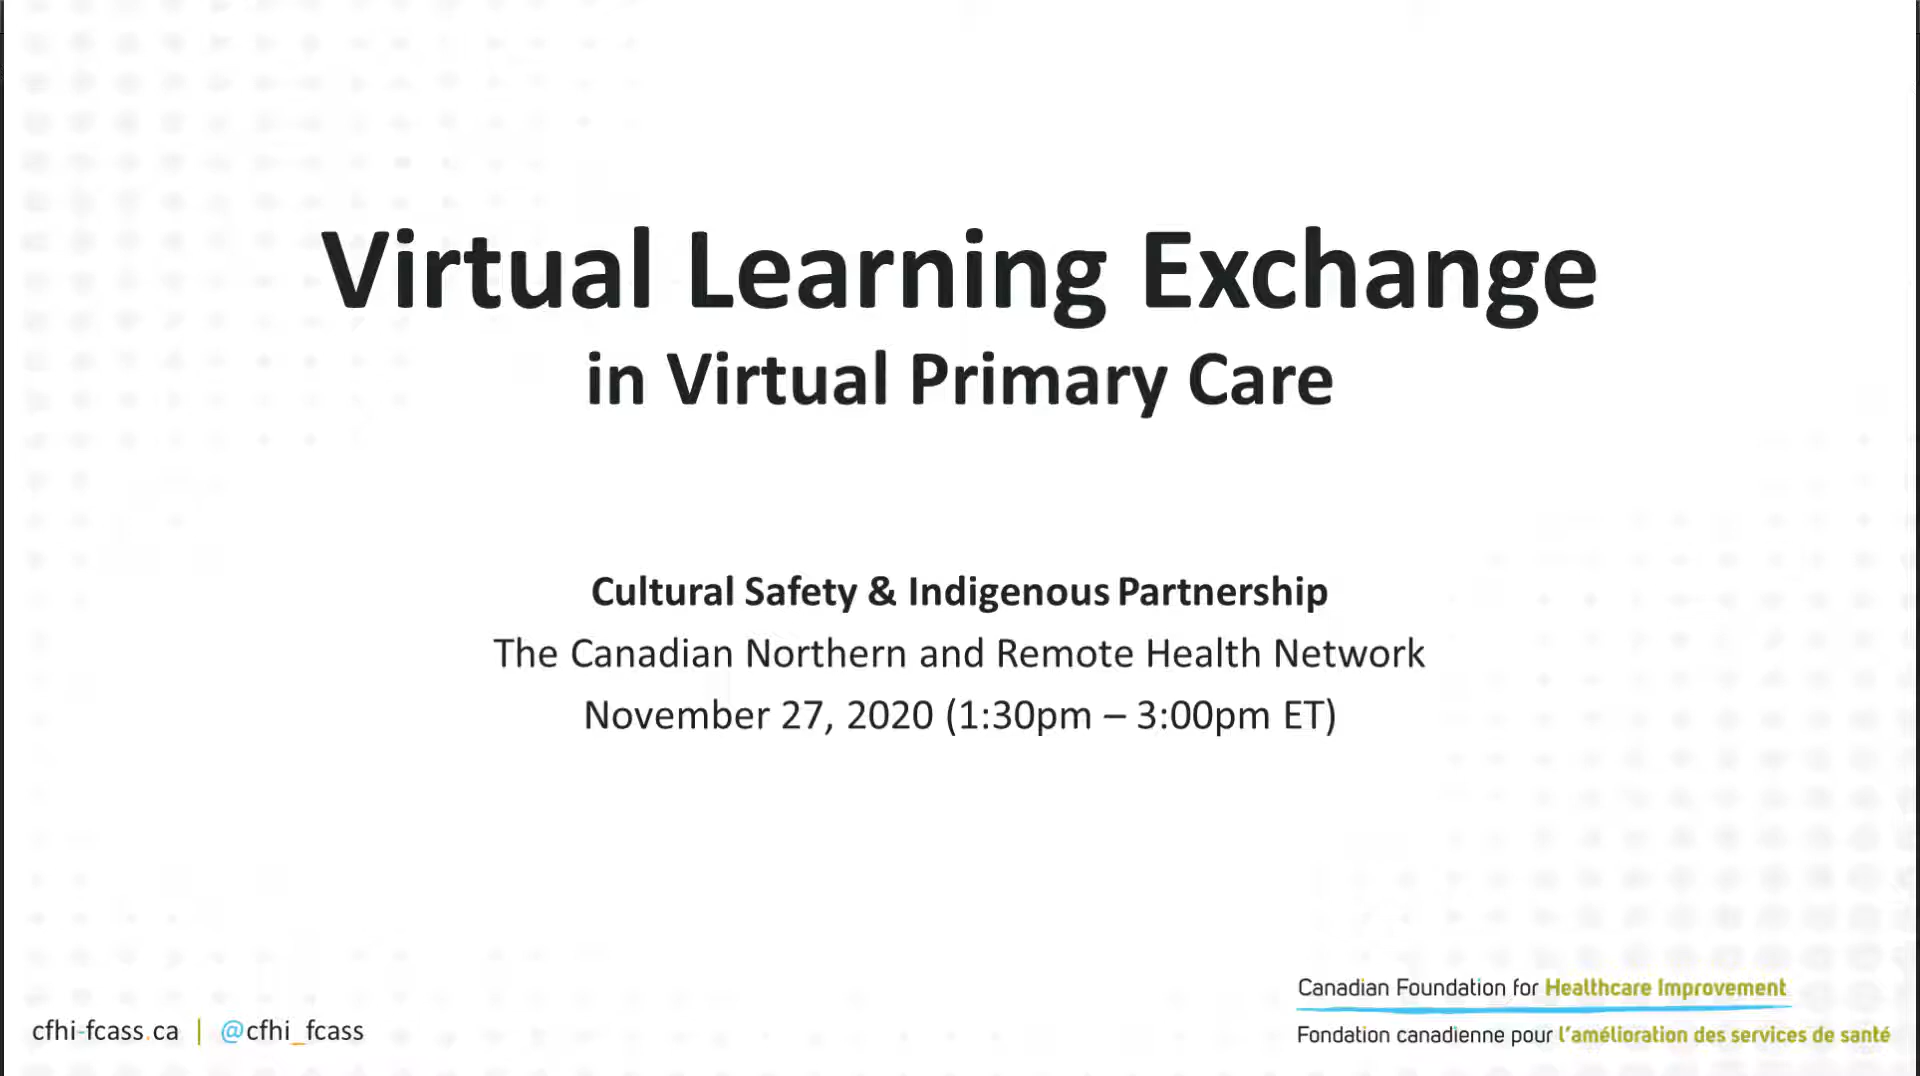 Virtual Learning Exchange
in Virtual Primary Care
Cultural Safety & Indigenous Partnership
The Canadian Northern and Remote Health Network
November 27, 2020 (1:30pm – 3:00pm ET)
cfhi-fcass.ca | @cfhi_fcass
Canadian Foundation for Healthcare Improvement
Fondation canadienne pour l'amélioration des services de santé